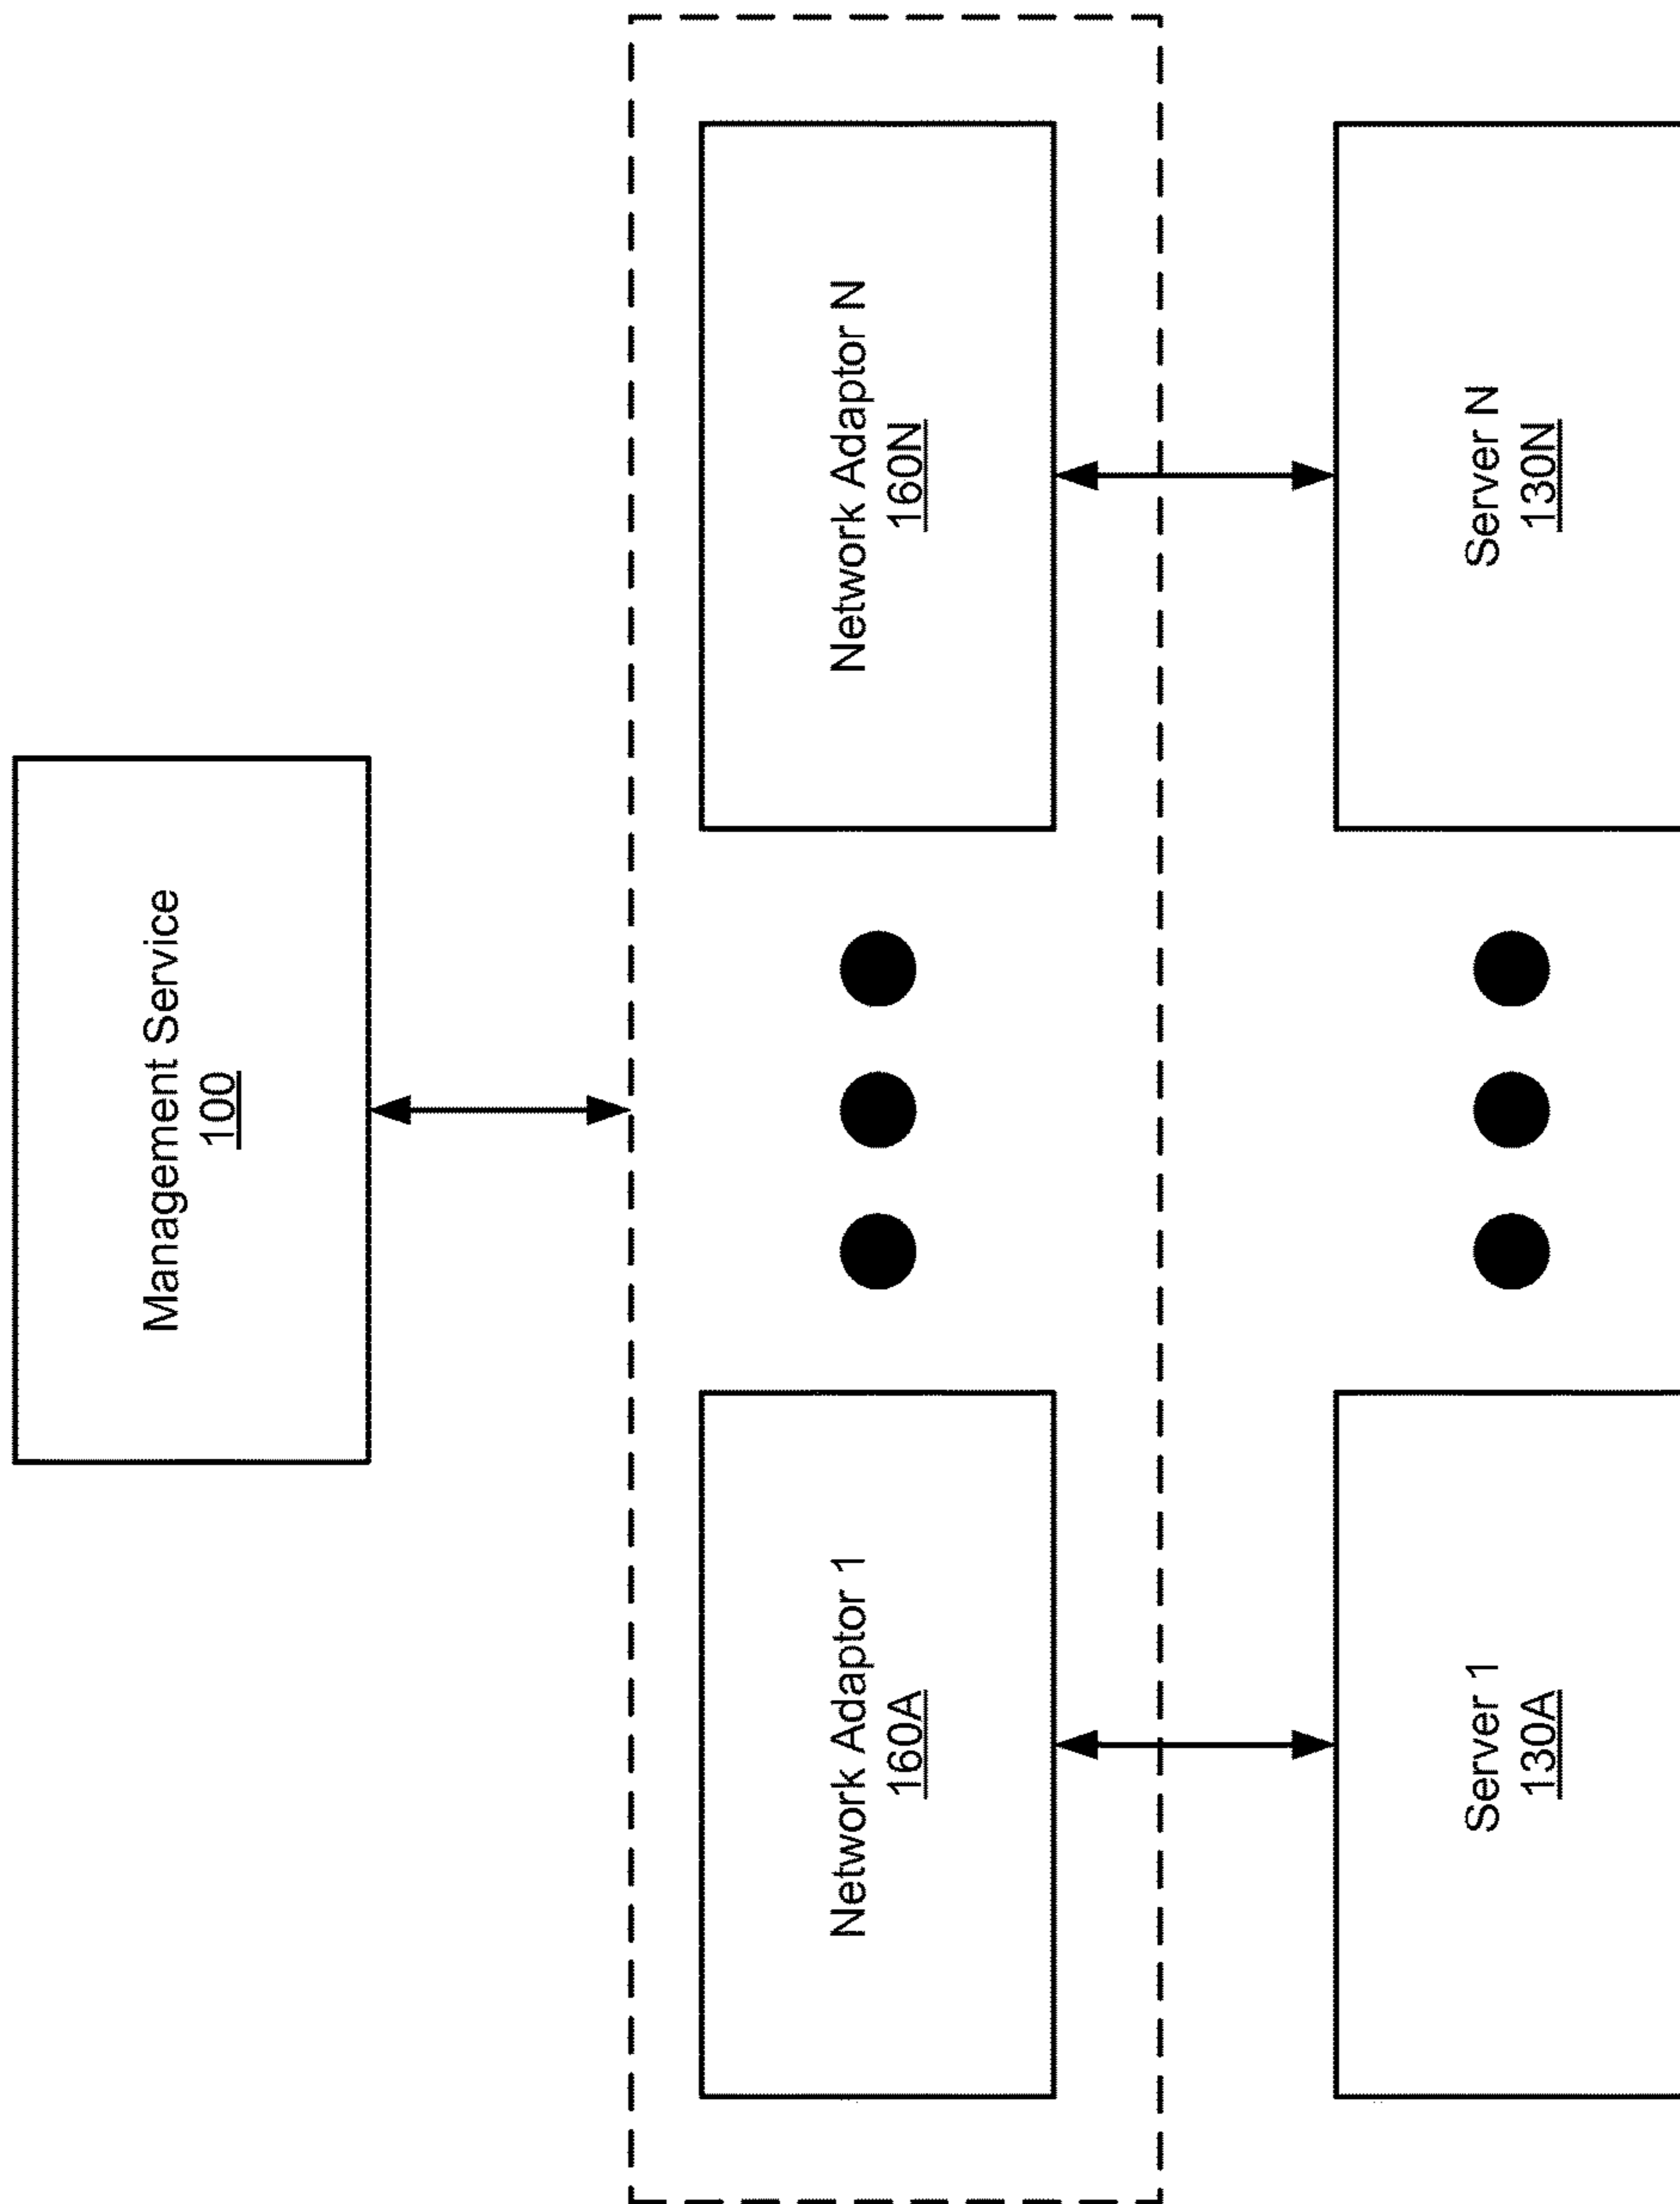 Management Service
100
Network Adaptor 1
160A
Network Adaptor N
160N
Server 1
130A
Server N
130N